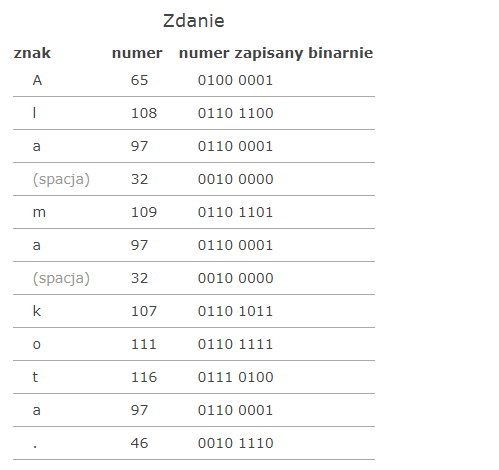 Zdanie
znak numer numer zapisany binarnie
A 65 0100 0001
l 108 0110 1100
a 97 0110 0001
(spacja) 32 0010 0000
m 109 0110 1101
a 97 0110 0001
(spacja) 32 0010 0000
k 107 0110 1011
o 111 0110 1111
t 116 0111 0100
a 97 0110 0001
. 46 0010 1110